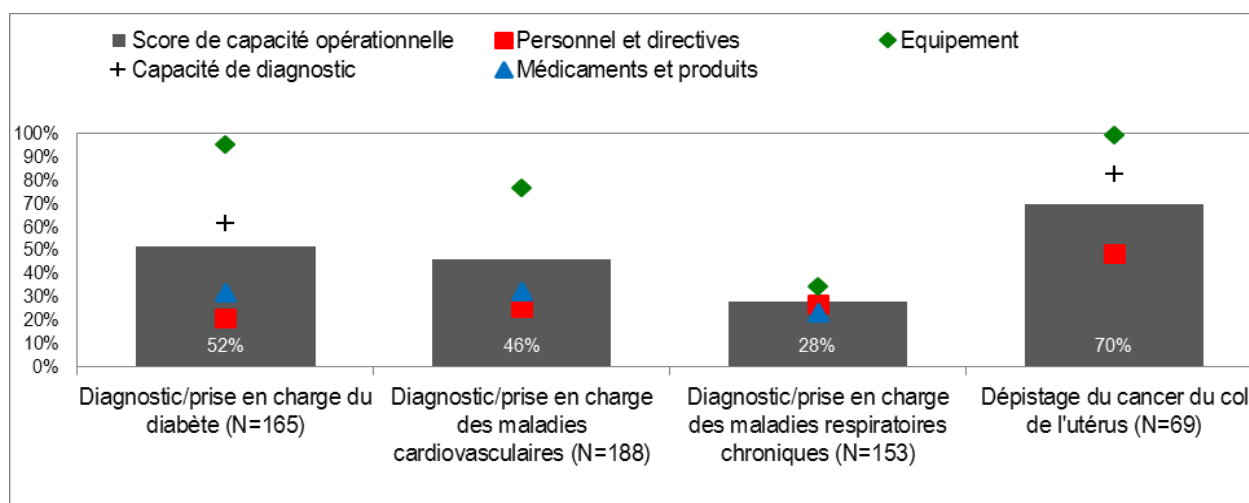 Score de capacité opérationnelle
Personnel et directives
Equipement
Capacité de diagnostic
Médicaments et produits
100%
90%
80%
70%
60%
50%
40%
30%
20%
10%
0%
52%
46%
28%
70%
Diagnostic/prise en charge du
diabète (N=165)
Diagnostic/prise en charge
des maladies
cardiovasculaires (N=188)
Diagnostic/prise en charge
des maladies respiratoires
chroniques (N=153)
Dépistage du cancer du col
de l'utérus (N=69)